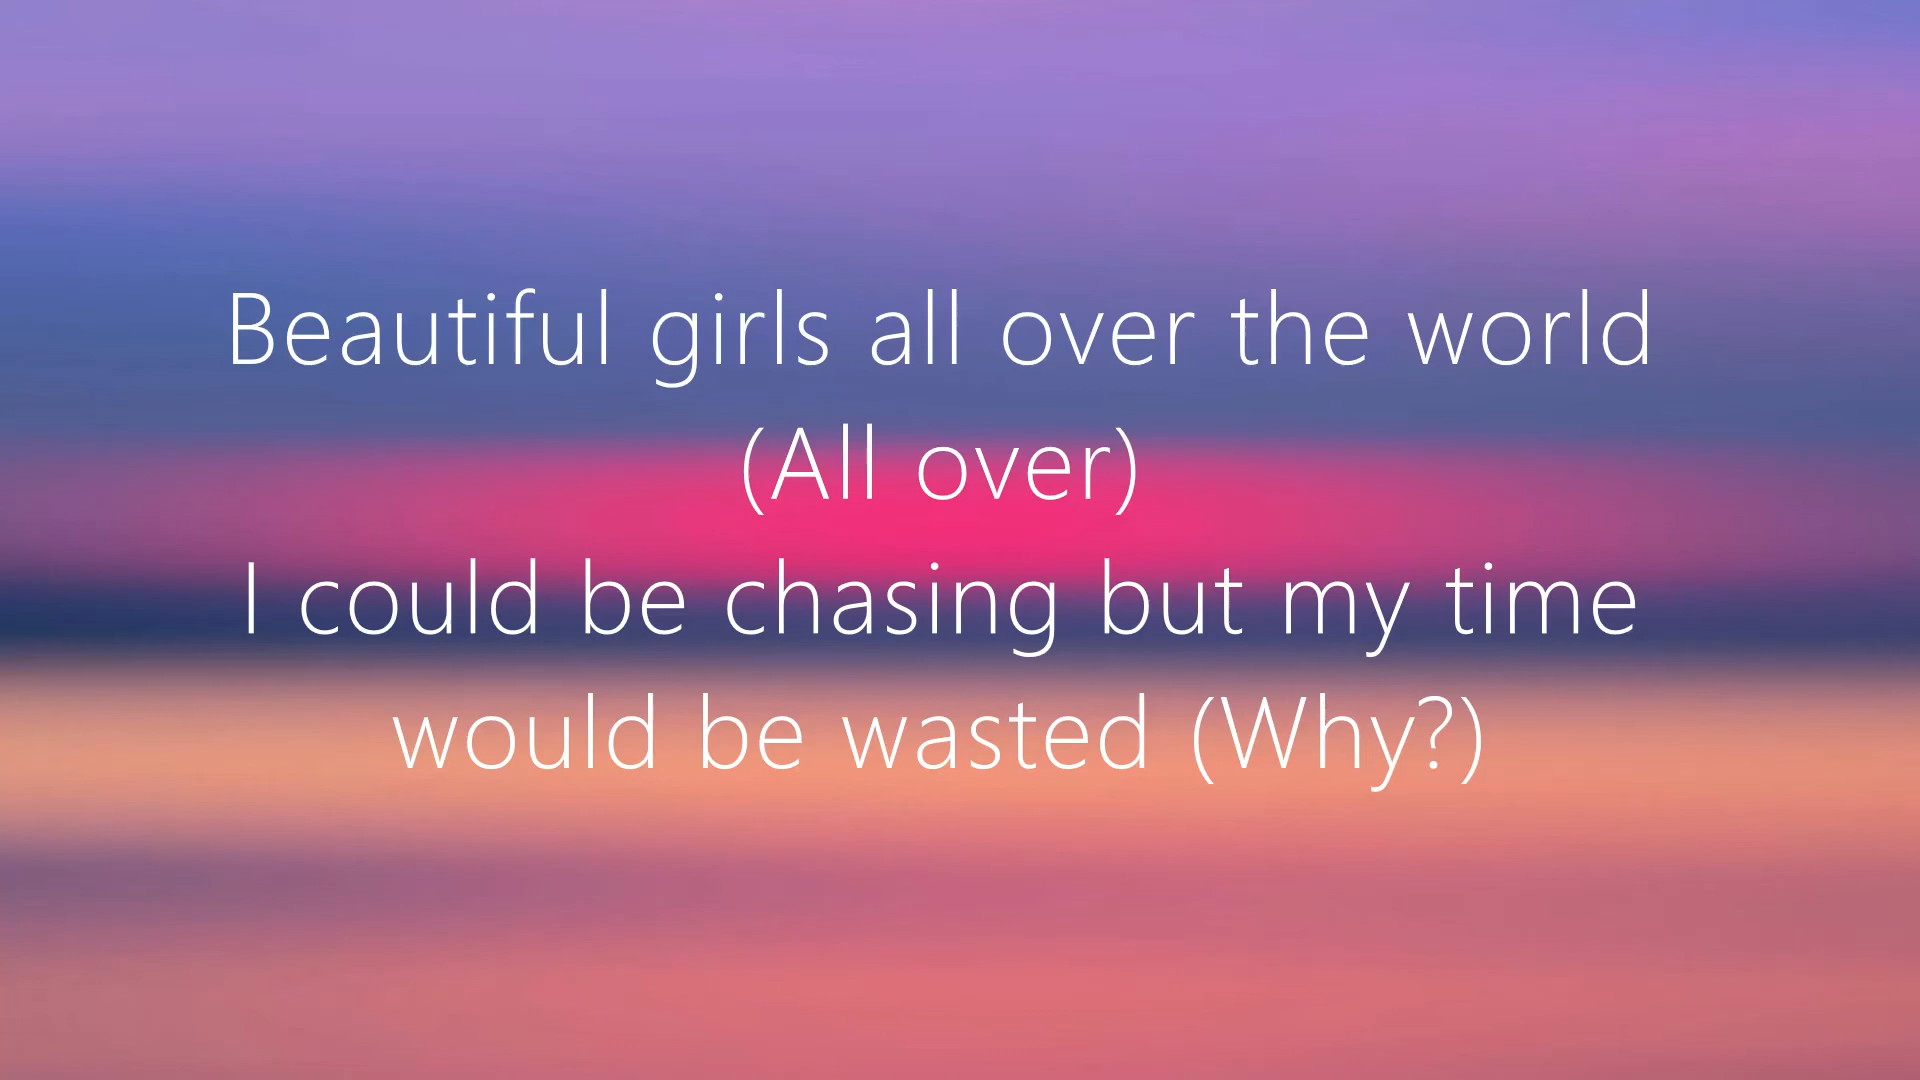 Beautiful girls all over the world
(All over)
I could be chasing but my time
would be wasted (Why?)